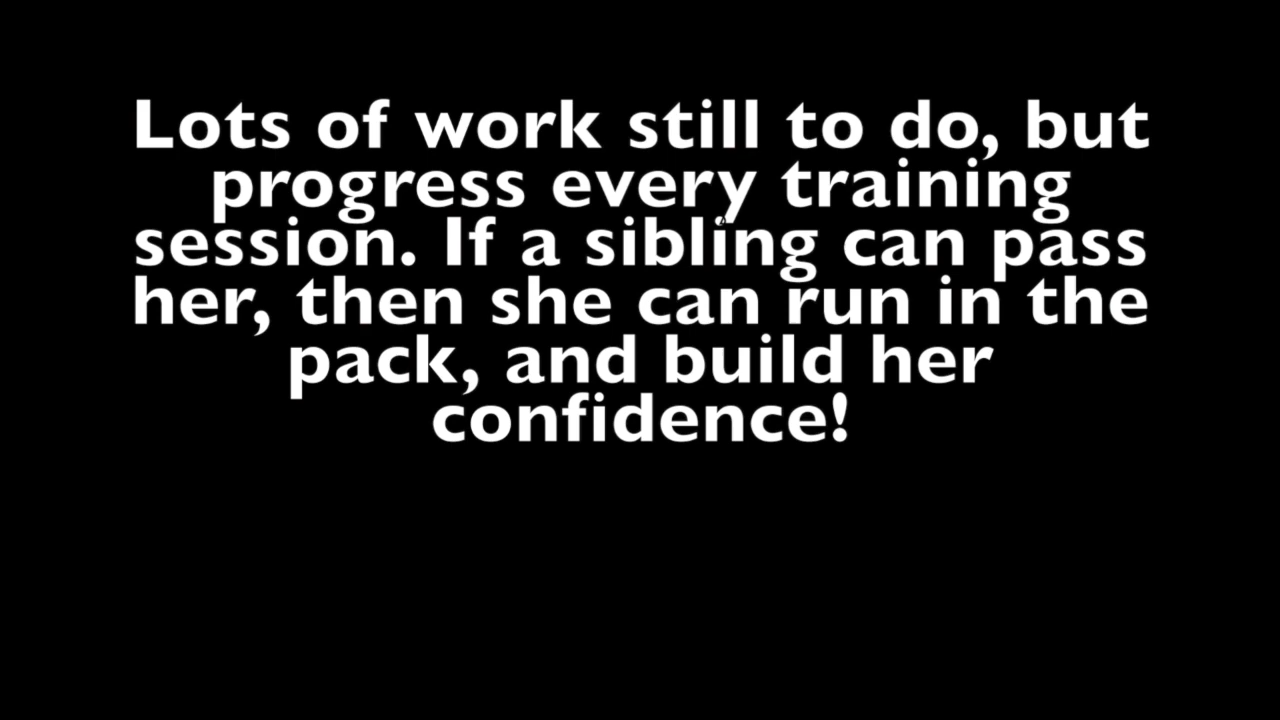 Lots of work still to do, but
progress every training
session. If a sibling can pass
her, then she can run in the
pack, and build her
confidence!